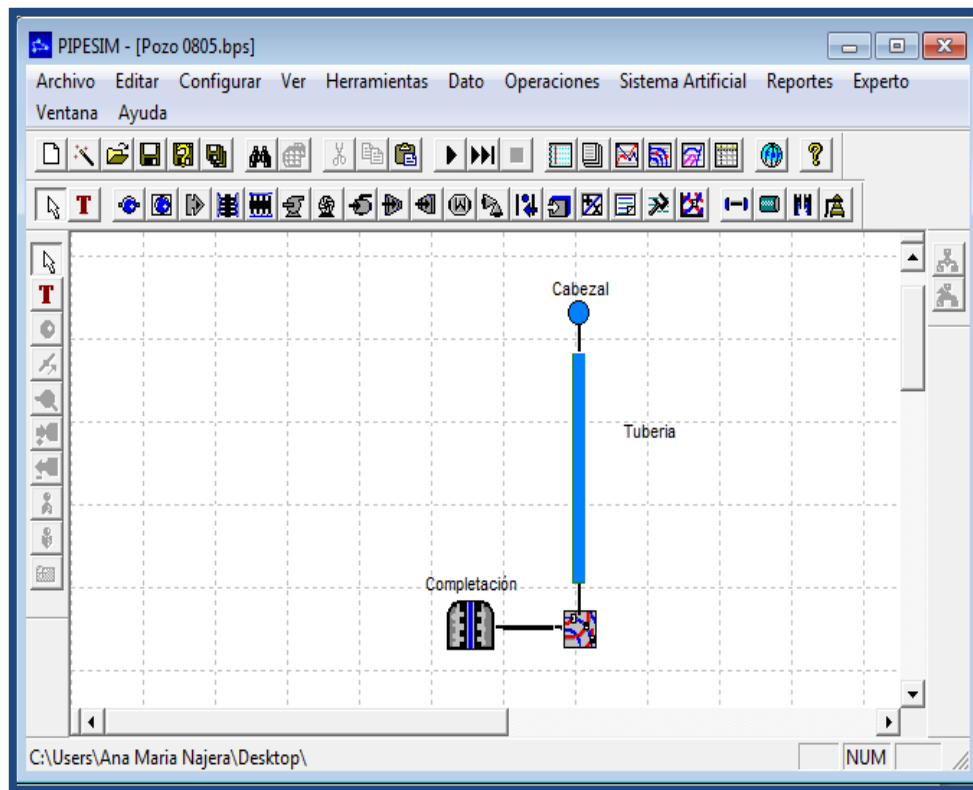 PIPESIM - [Pozo 0805.bps]
Archivo Editar Configurar Ver Herramientas Dato Operaciones Sistema Artificial Reportes Experto
Ventana Ayuda
T
T
Cabezal
Tuberia
Completación
C:\Users\Ana Maria Najera\Desktop\
NUM